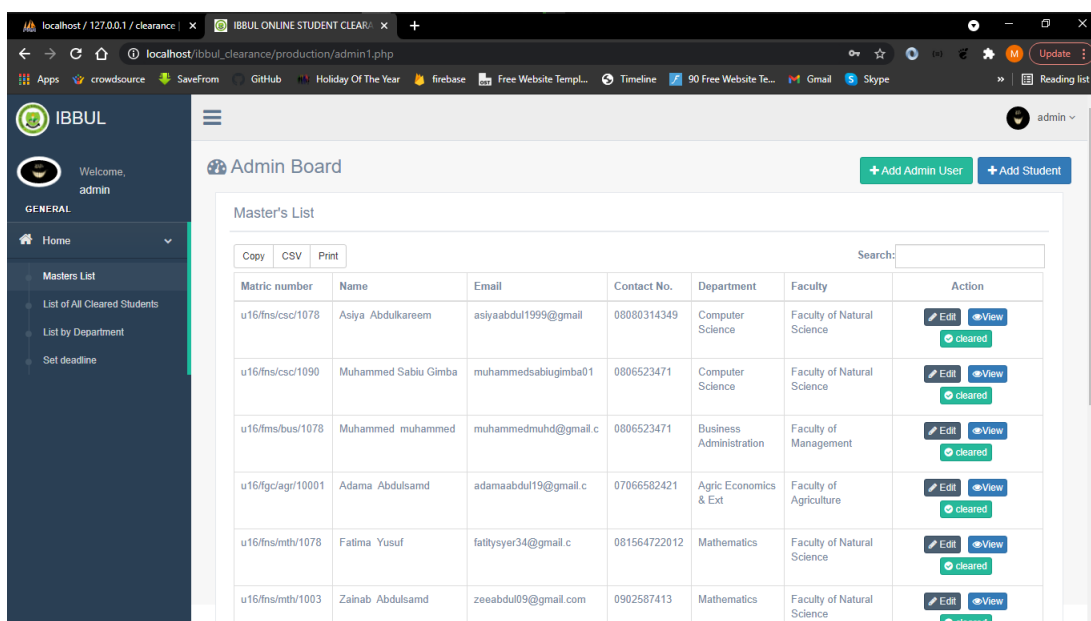 localhost / 127.0.0.1 / clearance |
IBBUL ONLINE STUDENT CLEARA
localhost/ibbul_clearance/production/admin1.php
M Update
Apps crowdsource SaveFrom GitHub Holiday Of The Year firebase Free Website Templ... Timeline 90 Free Website Te... Gmail Skype » Reading list
IBBUL
admin
Welcome,
admin
GENERAL
Home
Masters List
List of All Cleared Students
List by Department
Set deadline
Admin Board
Add Admin User Add Student
Master's List
Copy CSV Print Search:
Matric number Name Email Contact No. Department Faculty Action
u16/fns/csc/1078 Asiya Abdulkareem asiyaabdul1999@gmail 08080314349 Computer Faculty of Natural Edit View
Science Science cleared
u16/fns/csc/1090 Muhammed Sabiu Gimba muhammedsabiugimba01 0806523471 Computer Faculty of Natural Edit View
Science Science cleared
u16/fms/bus/1078 Muhammed muhammed muhammedmuhd@gmail.c 0806523471 Business Faculty of Edit View
Administration Management cleared
u16/fgc/agr/10001 Adama Abdulsamd adamaabdul19@gmail.c 07066582421 Agric Economics Faculty of Edit View
& Ext Agriculture cleared
u16/fns/mth/1078 Fatima Yusuf fatitysyer34@gmail.c 081564722012 Mathematics Faculty of Natural Edit View
Science cleared
u16/fns/mth/1003 Zainab Abdulsamd zeeabdul09@gmail.com 0902587413 Mathematics Faculty of Natural Edit View
Science